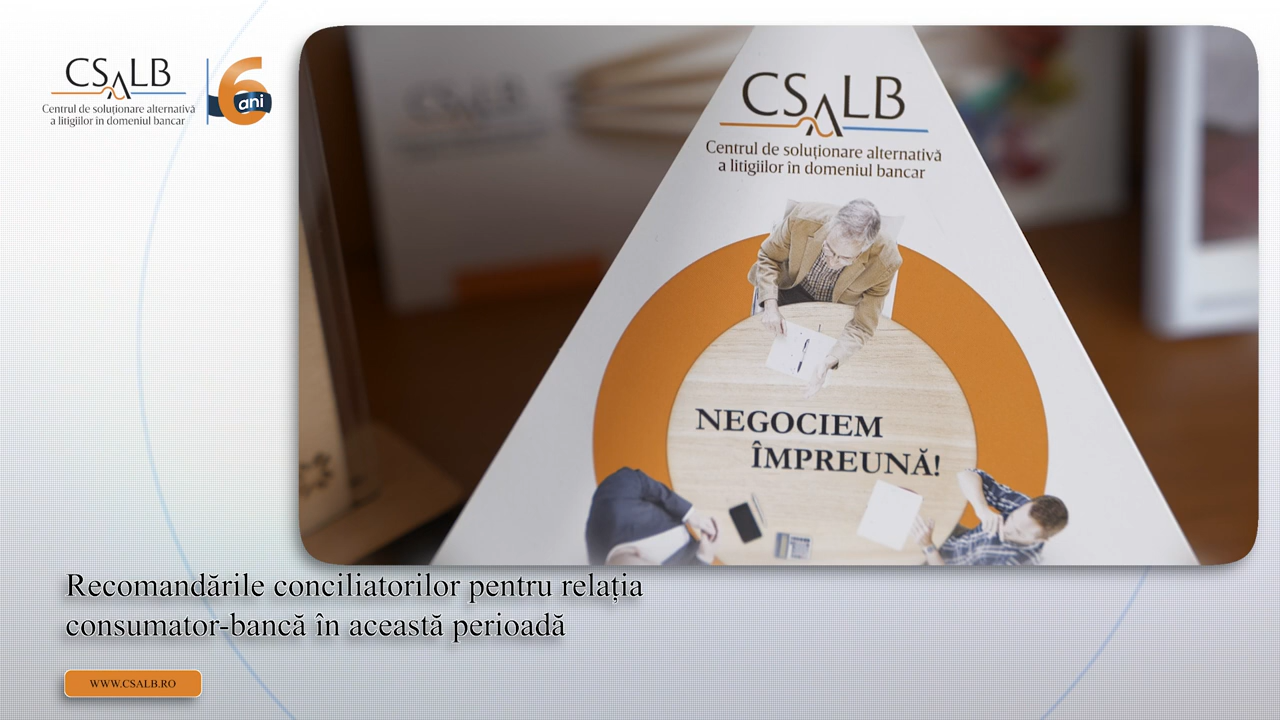 CSALB
Centrul de soluționare alternativă
a litigiilor în domeniul bancar
6
ani
CSALB
Centrul de soluționare alternativă
a litigiilor în domeniul bancar
NEGOCIEM
ÎMPREUNĂ!
Recomandările conciliatorilor pentru relația
consumator-bancă în această perioadă
WWW.CSALB.RO